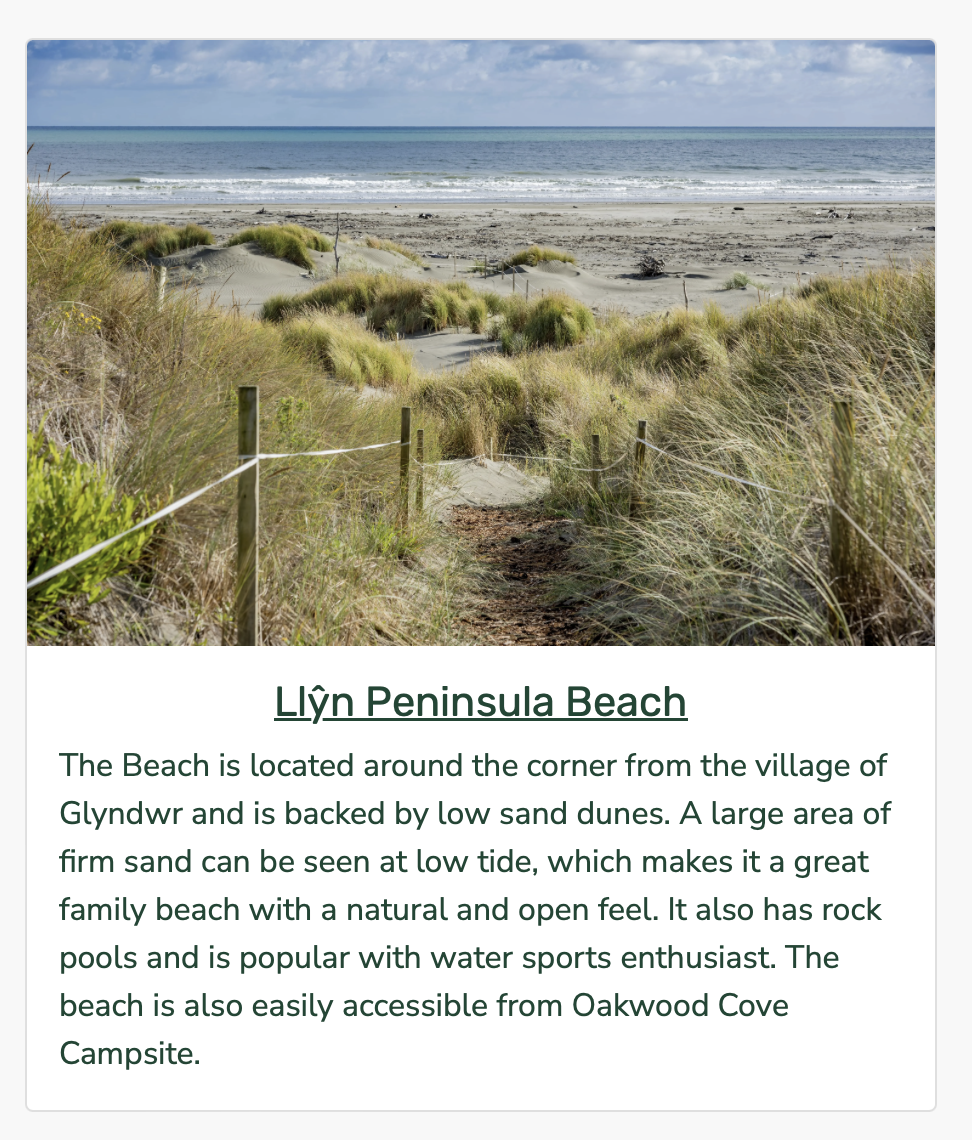 Llŷn Peninsula Beach
The Beach is located around the corner from the village of
Glyndwr and is backed by low sand dunes. A large area of
firm sand can be seen at low tide, which makes it a great
family beach with a natural and open feel. It also has rock
pools and is popular with water sports enthusiast. The
beach is also easily accessible from Oakwood Cove
Campsite.